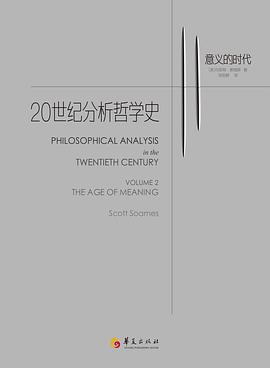 意义的时代
20世纪分析哲学史
PHILOSOPHICAL ANALYSIS
in the
TWENTIETH CENTURY
VOLUME 2
THE AGE OF MEANING
Scott Soames
华夏出版社